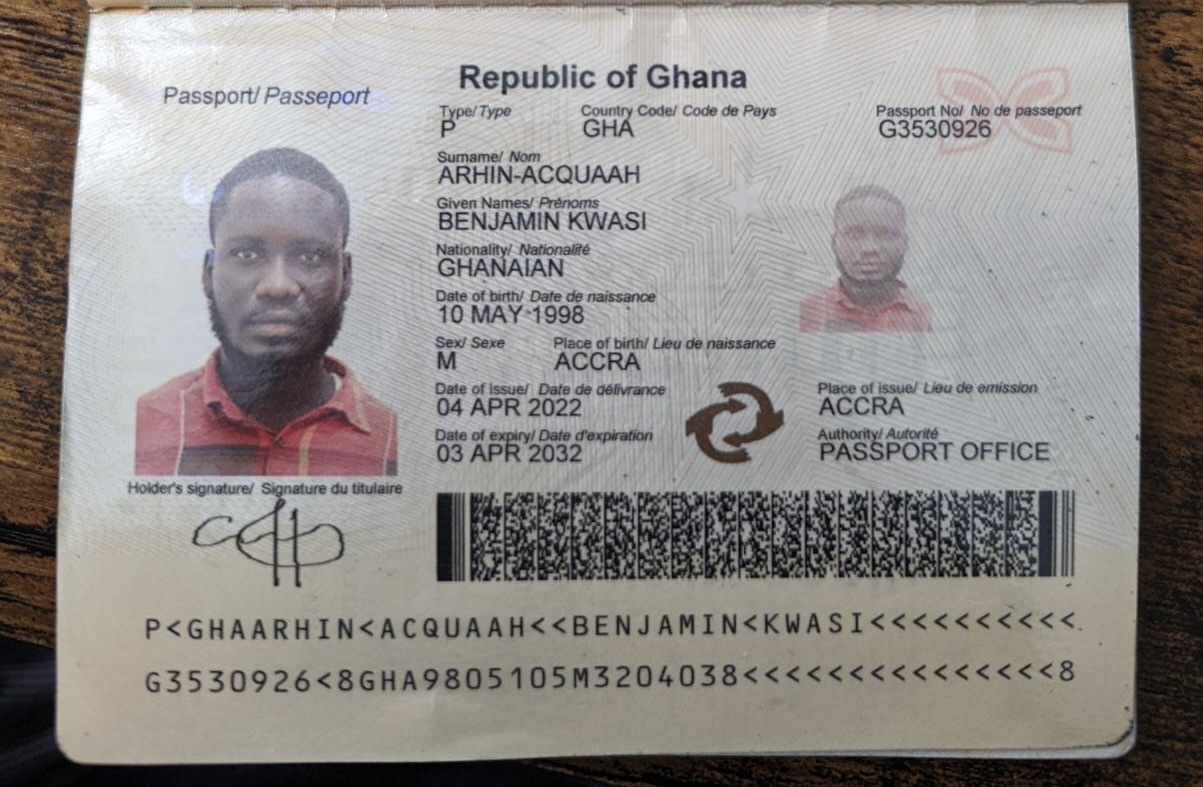 Passport/ Passeport
Republic of Ghana
Type/ Type Country Code/ Code de Pays Passport No/ No de passeport
P GHA G3530926
Surname/ Nom
ARHIN-ACQUAAH
Given Names/ Prénoms
BENJAMIN KWASI
Nationality/ Nationalité
GHANAIAN
Date of birth/ Date de naissance
10 MAY 1998
Sex/ Sexe Place of birth/ Lieu de naissance
M ACCRA
Date of issue/ Date de délivrance Place of issue/ Lieu de emission
04 APR 2022 ACCRA
Date of expiry/ Date d'expiration Authority/ Autorité
03 APR 2032 PASSPORT OFFICE
Holder's signature/ Signature du titulaire
P<GHAARHIN<ACQUAAH<<BENJAMIN<KWASI<<<<<<<<<<
G3530926<8GHA9805105M3204038<<<<<<<<<<<<<<<8